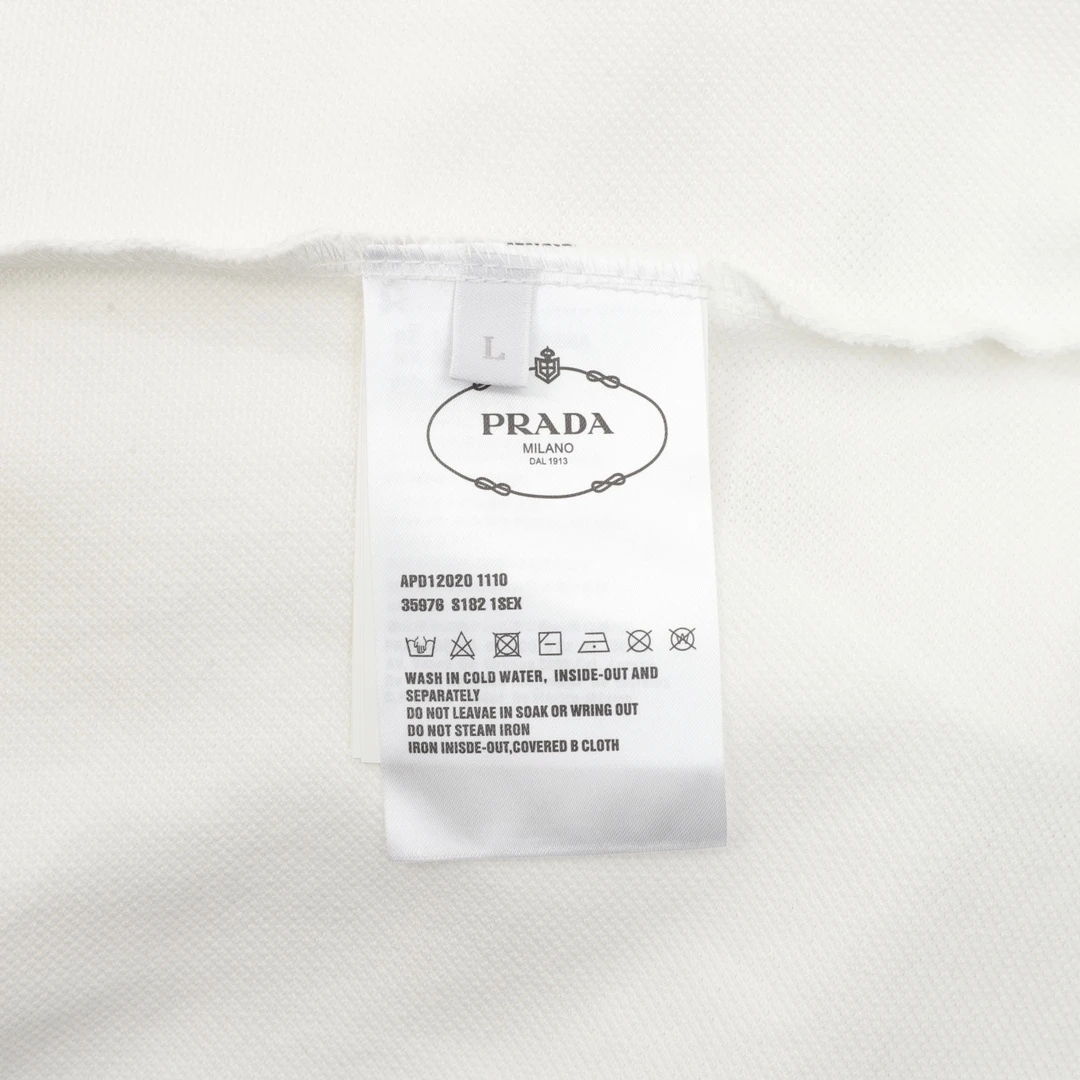 L
PRADA
MILANO
DAL 1913
APD12020 1110
35976 S182 1SEX
WASH IN COLD WATER, INSIDE-OUT AND
SEPARATELY
DO NOT LEAVAE IN SOAK OR WRING OUT
DO NOT STEAM IRON
IRON INISDE-OUT,COVERED B CLOTH